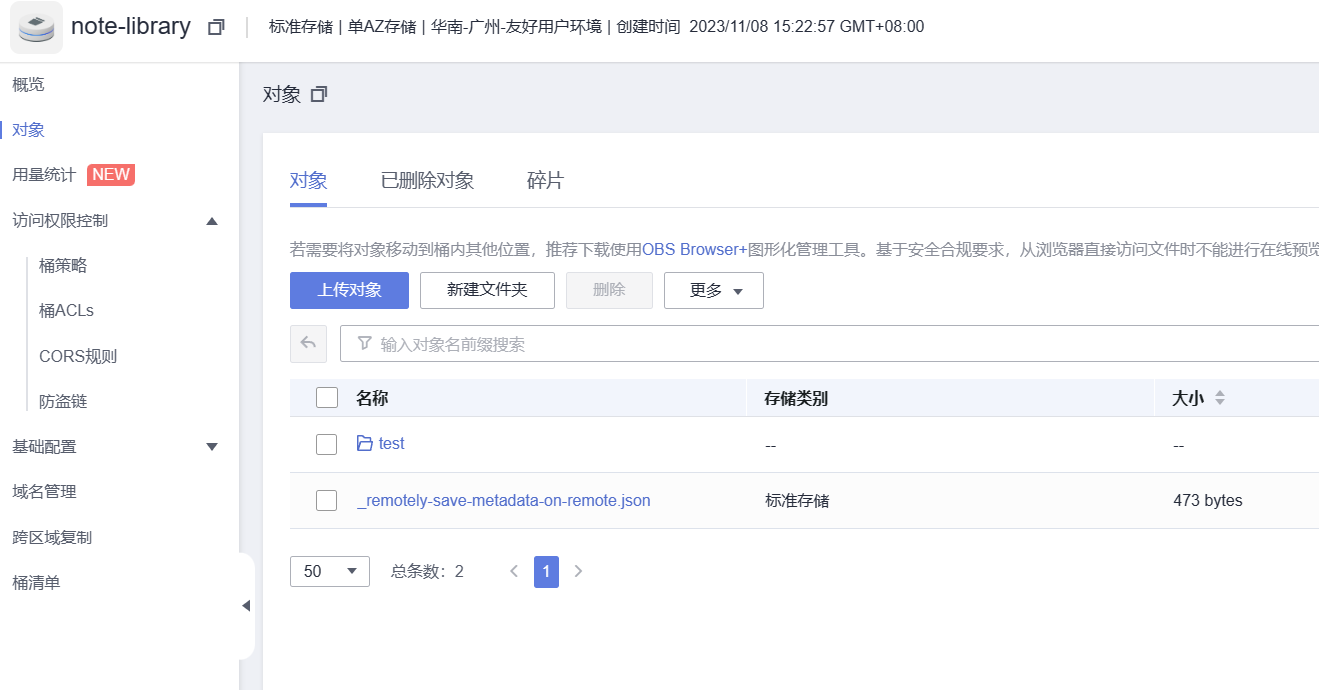 note-library
标准存储 | 单AZ存储 | 华南-广州-友好用户环境 | 创建时间 2023/11/08 15:22:57 GMT+08:00
概览
对象
用量统计 NEW
访问权限控制
桶策略
桶ACLs
CORS规则
防盗链
基础配置
域名管理
跨区域复制
桶清单
对象
对象 已删除对象 碎片
若需要将对象移动到桶内其他位置，推荐下载使用OBS Browser+图形化管理工具。基于安全合规要求，从浏览器直接访问文件时不能进行在线预览
上传对象 新建文件夹 删除 更多
输入对象名前缀搜索
名称 存储类别 大小
test -- --
_remotely-save-metadata-on-remote.json 标准存储 473 bytes
50 总条数：2 1